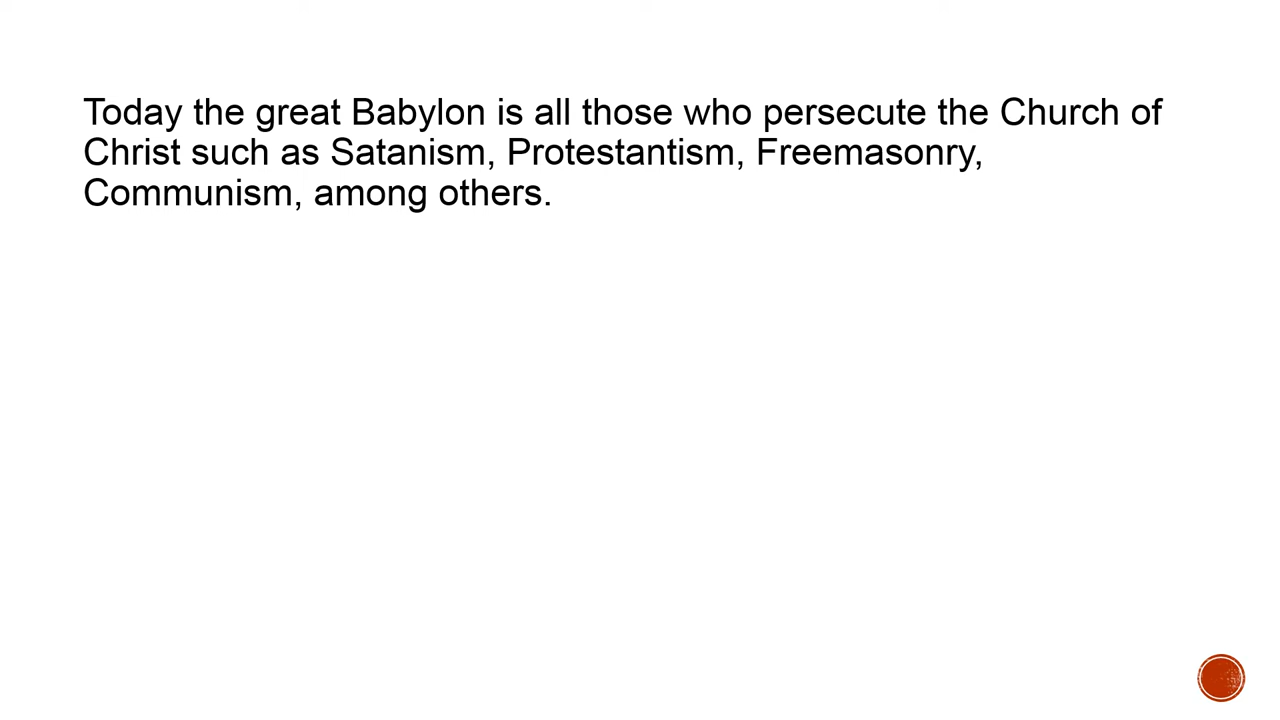 Today the great Babylon is all those who persecute the Church of
Christ such as Satanism, Protestantism, Freemasonry,
Communism, among others.